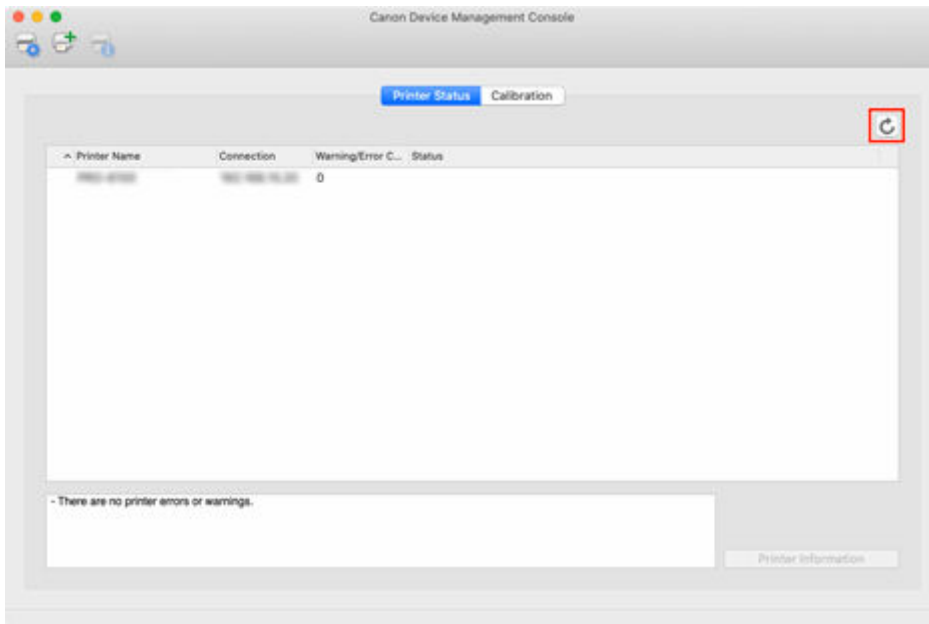 Canon Device Management Console
Printer Status Calibration
Printer Name Connection Warning/Error C... Status
0
- There are no printer errors or warnings.
Printer Information